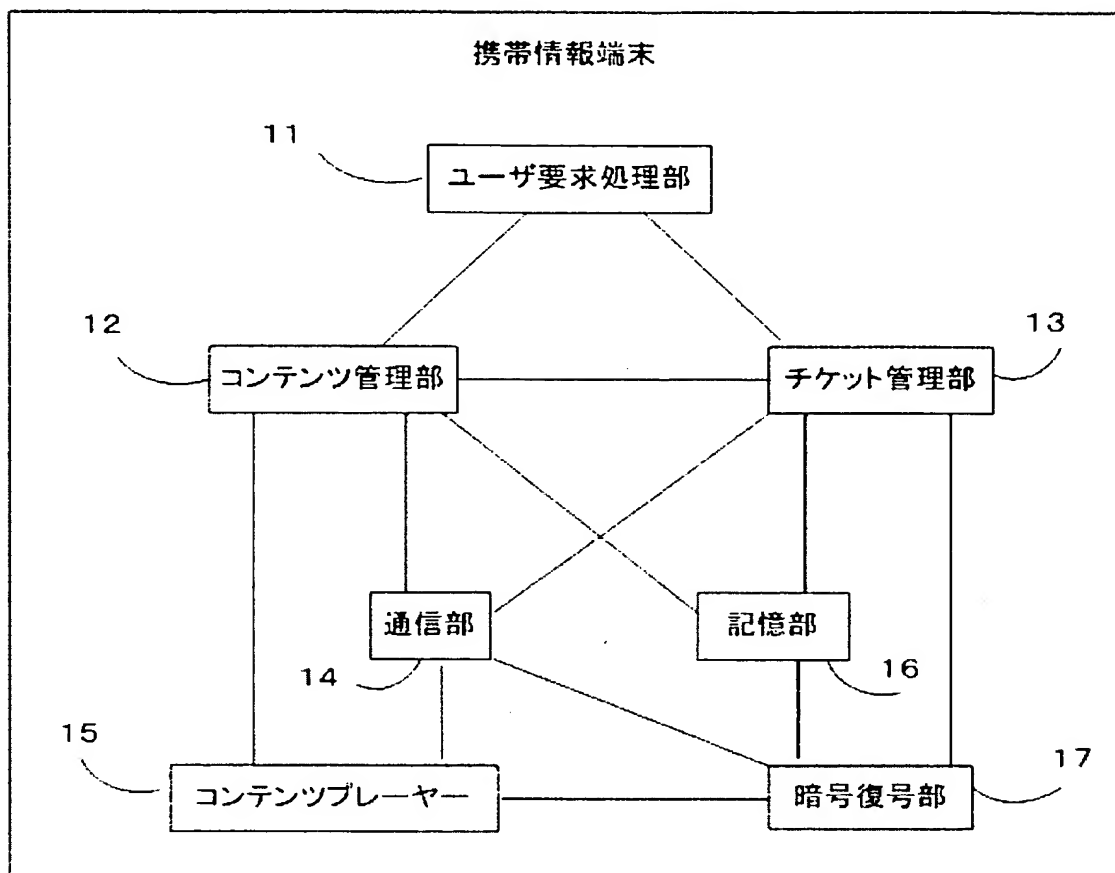 携帯情報端末
11
ユーザ要求処理部
12
13
コンテンツ管理部
チケット管理部
通信部
記憶部
14
16
15
17
コンテンツプレーヤー
暗号復号部